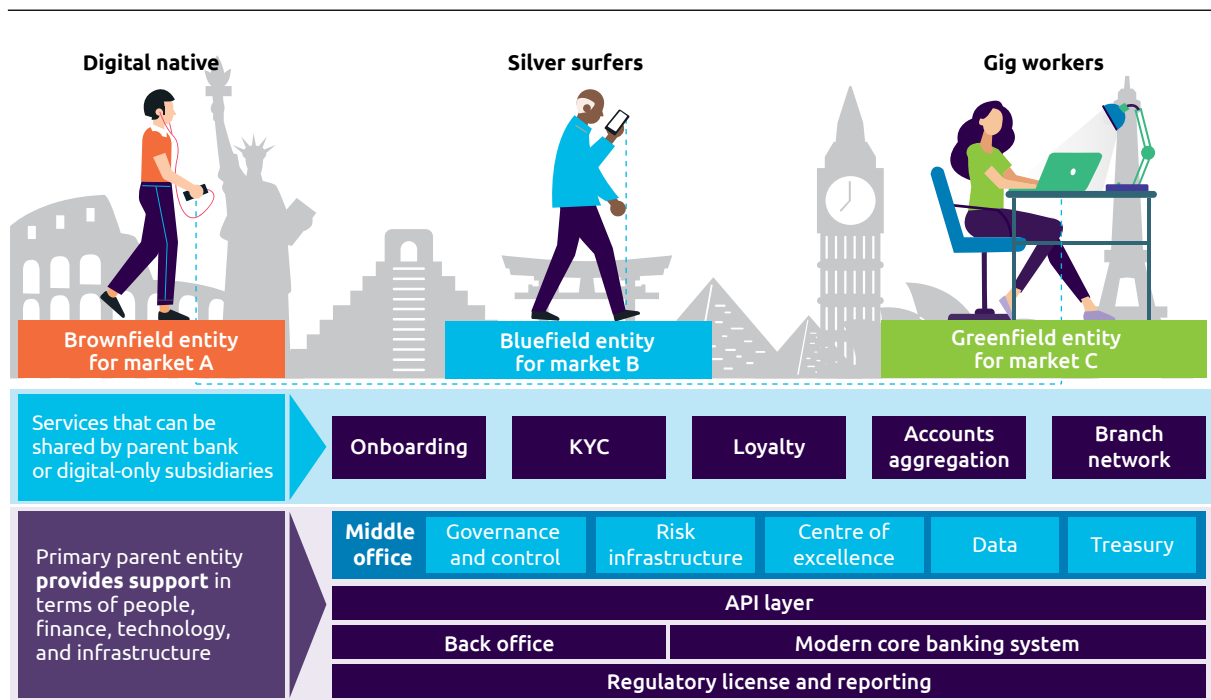 Digital native
Silver surfers
Gig workers
Brownfield entity
for market A
Bluefield entity
for market B
Greenfield entity
for market C
Services that can be
shared by parent bank
or digital-only subsidiaries
Onboarding
KYC
Loyalty
Accounts
aggregation
Branch
network
Primary parent entity
provides support in
terms of people,
finance, technology,
and infrastructure
Middle
office
Governance
and control
Risk
infrastructure
Centre of
excellence
Data
Treasury
API layer
Back office
Modern core banking system
Regulatory license and reporting